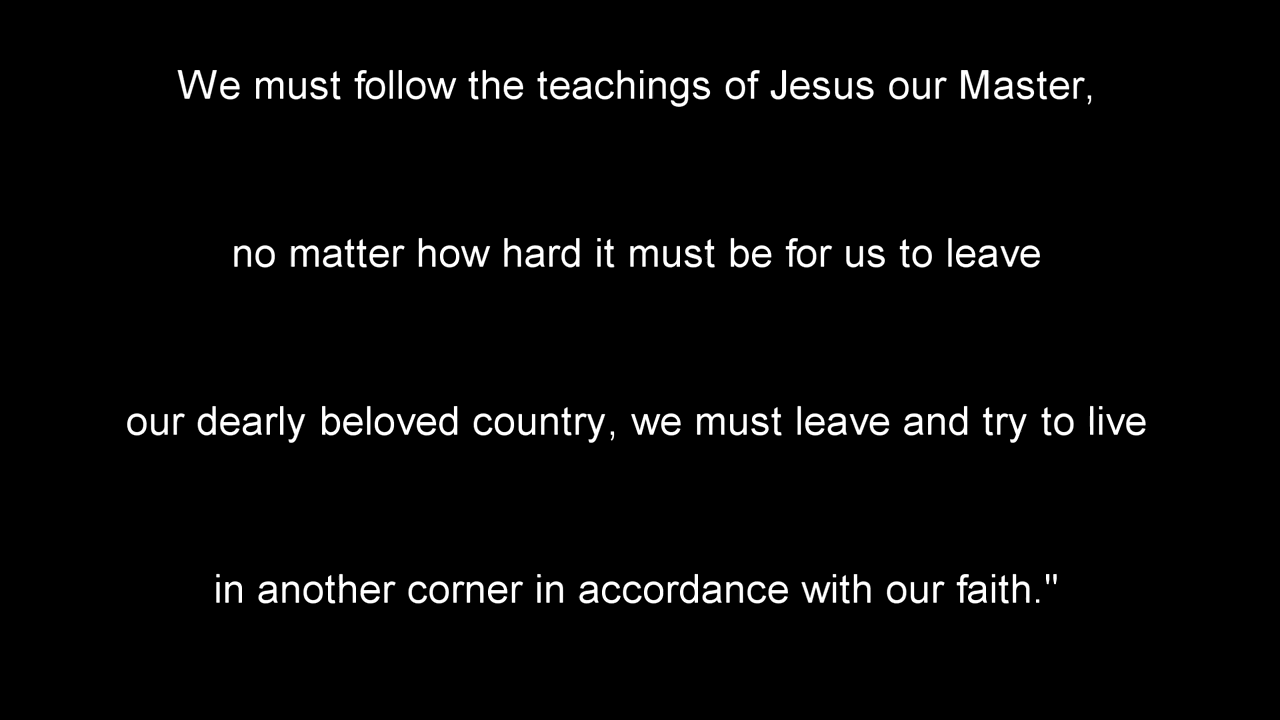 We must follow the teachings of Jesus our Master,
no matter how hard it must be for us to leave
our dearly beloved country, we must leave and try to live
in another corner in accordance with our faith."